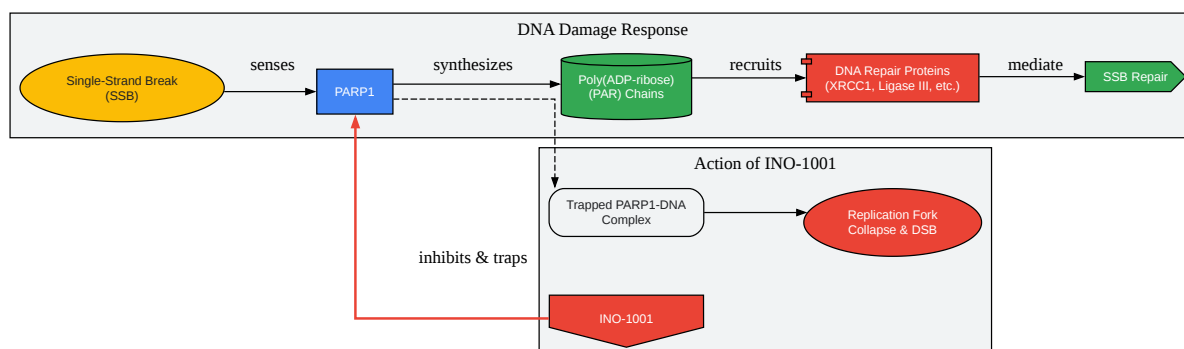 DNA Damage Response
Single-Strand Break
(SSB)
senses
PARP1
synthesizes
Poly(ADP-ribose)
(PAR) Chains
recruits
DNA Repair Proteins
(XRCC1, Ligase III, etc.)
mediate
SSB Repair
Action of INO-1001
Trapped PARP1-DNA
Complex
Replication Fork
Collapse & DSB
inhibits & traps
INO-1001